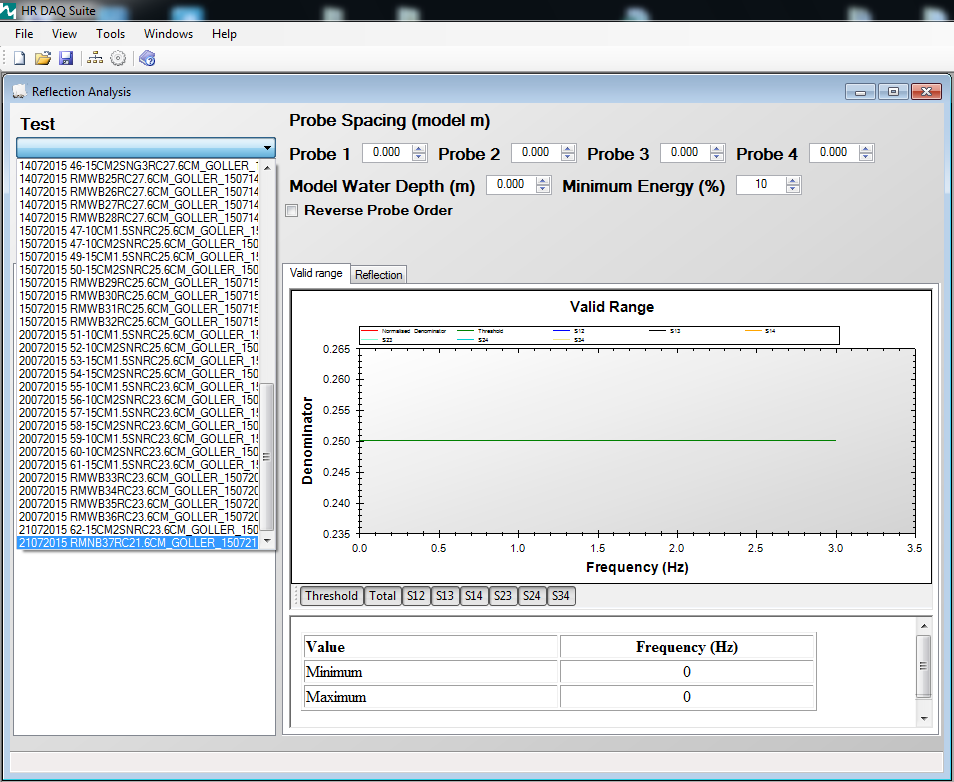 HR DAQ Suite
File View Tools Windows Help
Reflection Analysis
Test
14072015 46-15CM2SNG3RC27.6CM_GOLLER_1
14072015 RMWB25RC27.6CM_GOLLER_150714
14072015 RMWB26RC27.6CM_GOLLER_150714
14072015 RMWB27RC27.6CM_GOLLER_150714
14072015 RMWB28RC27.6CM_GOLLER_150714
15072015 47-10CM1.5SNRC25.6CM_GOLLER_15
15072015 47-10CM2SNRC25.6CM_GOLLER_150
15072015 49-15CM1.5SNRC25.6CM_GOLLER_15
15072015 50-15CM2SNRC25.6CM_GOLLER_150
15072015 RMWB29RC25.6CM_GOLLER_150715
15072015 RMWB30RC25.6CM_GOLLER_150715
15072015 RMWB31RC25.6CM_GOLLER_150715
15072015 RMWB32RC25.6CM_GOLLER_150715
20072015 51-10CM1.5SNRC25.6CM_GOLLER_15
20072015 52-10CM2SNRC25.6CM_GOLLER_150
20072015 53-15CM1.5SNRC25.6CM_GOLLER_15
20072015 54-15CM2SNRC25.6CM_GOLLER_150
20072015 55-10CM1.5SNRC23.6CM_GOLLER_15
20072015 56-10CM2SNRC23.6CM_GOLLER_150
20072015 57-15CM1.5SNRC23.6CM_GOLLER_15
20072015 58-15CM2SNRC23.6CM_GOLLER_150
20072015 59-10CM1.5SNRC23.6CM_GOLLER_15
20072015 60-10CM2SNRC23.6CM_GOLLER_150
20072015 61-15CM1.5SNRC23.6CM_GOLLER_15
20072015 RMWB33RC23.6CM_GOLLER_150720
20072015 RMWB34RC23.6CM_GOLLER_150720
20072015 RMWB35RC23.6CM_GOLLER_150720
20072015 RMWB36RC23.6CM_GOLLER_150720
21072015 62-15CM2SNRC23.6CM_GOLLER_150
21072015 RMNB37RC21.6CM_GOLLER_150721
Probe Spacing (model m)
Probe 1 0.000 Probe 2 0.000 Probe 3 0.000 Probe 4 0.000
Model Water Depth (m) 0.000 Minimum Energy (%) 10
Reverse Probe Order
Valid range Reflection
Valid Range
Normalised Denominator Threshold S12 S13 S14
S23 S24 S34
0.265
0.260
0.255
0.250
0.245
0.240
0.235
Denominator
0.0 0.5 1.0 1.5 2.0 2.5 3.0 3.5
Frequency (Hz)
Threshold Total S12 S13 S14 S23 S24 S34
Value Frequency (Hz)
Minimum 0
Maximum 0